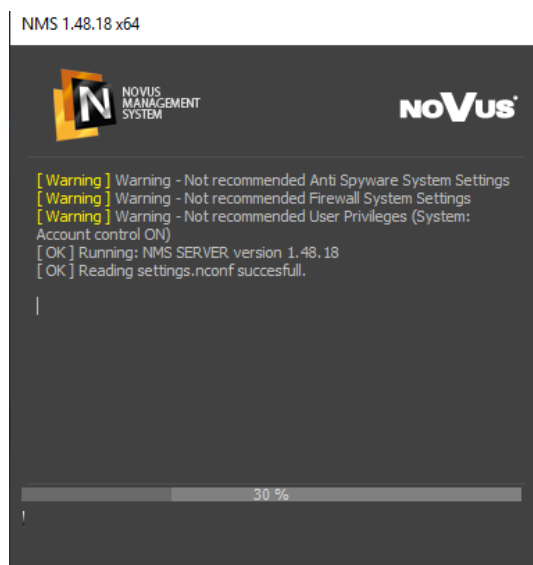 NMS 1.48.18 x64
N
NOVUS
MANAGEMENT
SYSTEM
NOVUS
[ Warning ] Warning - Not recommended Anti Spyware System Settings
[ Warning ] Warning - Not recommended Firewall System Settings
[ Warning ] Warning - Not recommended User Privileges (System:
Account control ON)
[ OK ] Running: NMS SERVER version 1.48.18
[ OK ] Reading settings.nconf succesfull.
30 %
!